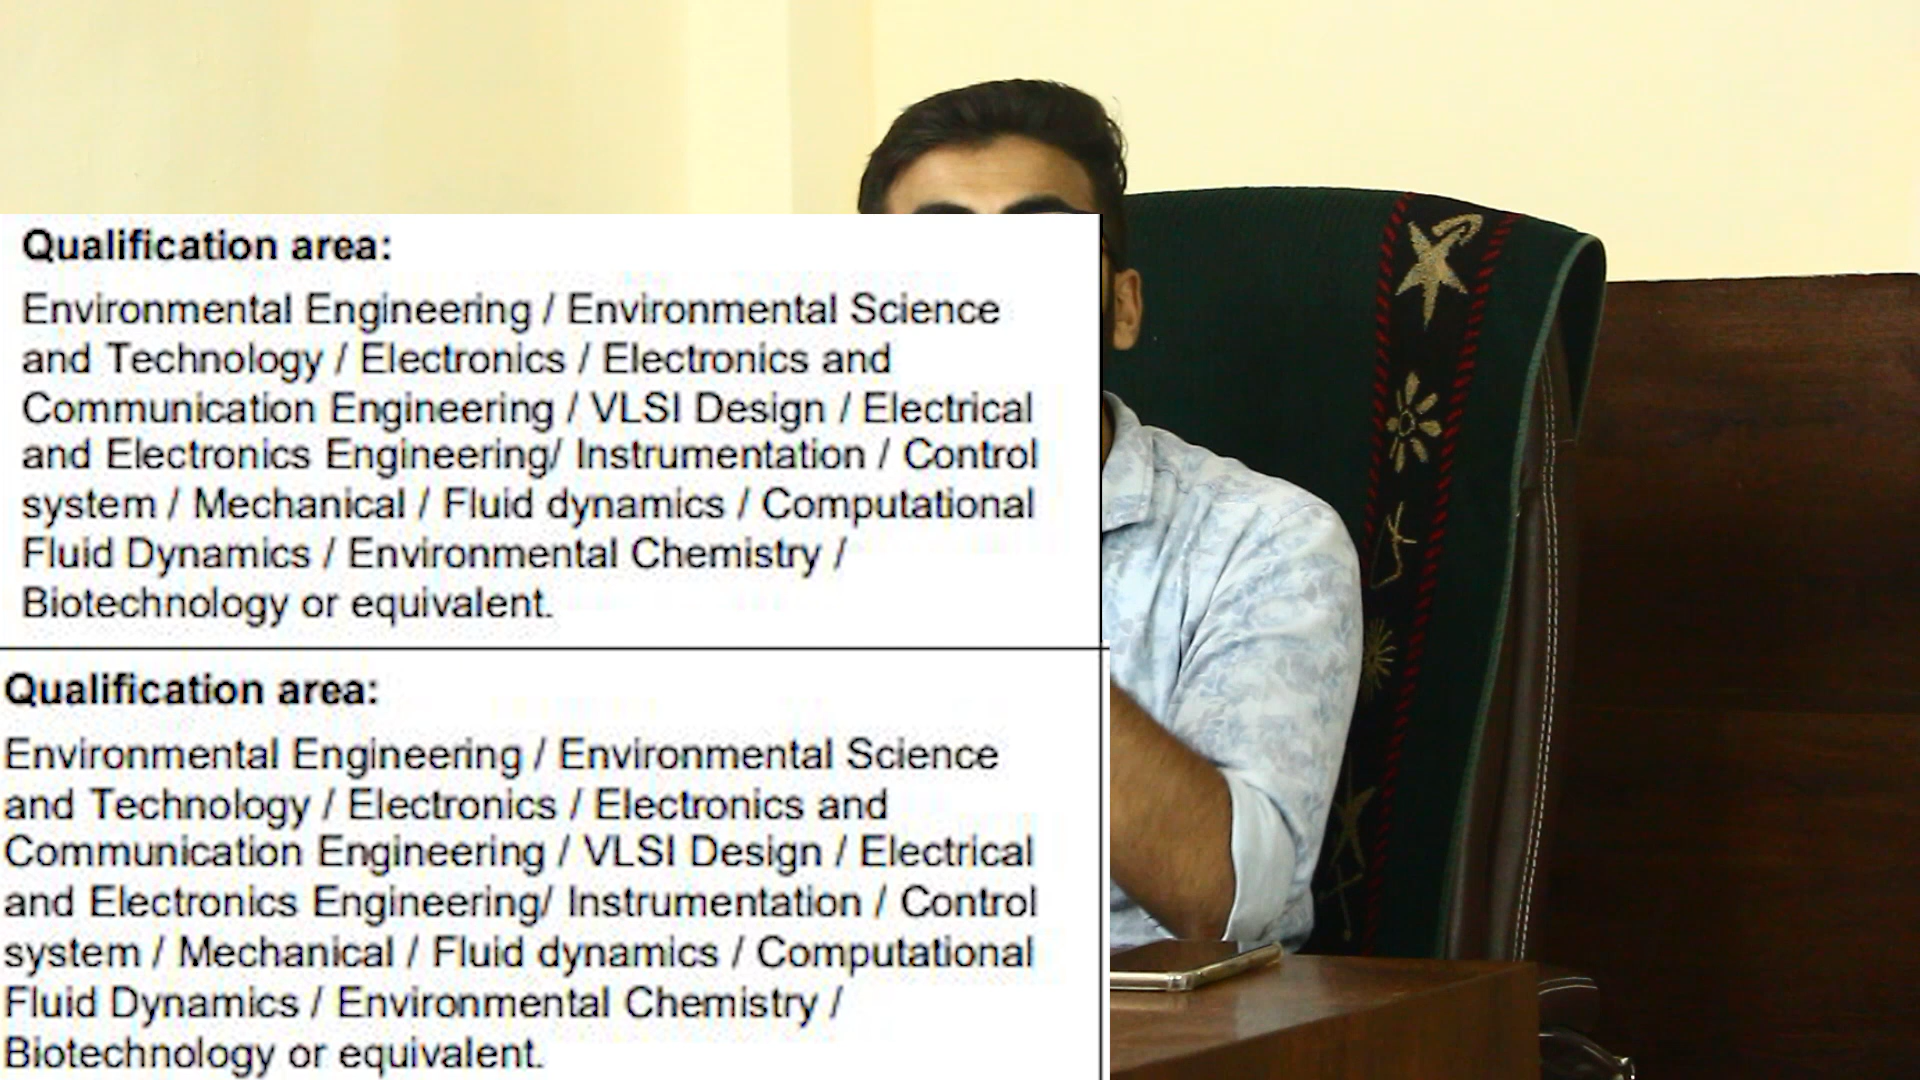 Qualification area:
Environmental Engineering / Environmental Science
and Technology / Electronics / Electronics and
Communication Engineering / VLSI Design / Electrical
and Electronics Engineering/ Instrumentation / Control
system / Mechanical / Fluid dynamics / Computational
Fluid Dynamics / Environmental Chemistry /
Biotechnology or equivalent.
Qualification area:
Environmental Engineering / Environmental Science
and Technology / Electronics / Electronics and
Communication Engineering / VLSI Design / Electrical
and Electronics Engineering/ Instrumentation / Control
system / Mechanical / Fluid dynamics / Computational
Fluid Dynamics / Environmental Chemistry /
Biotechnology or equivalent.